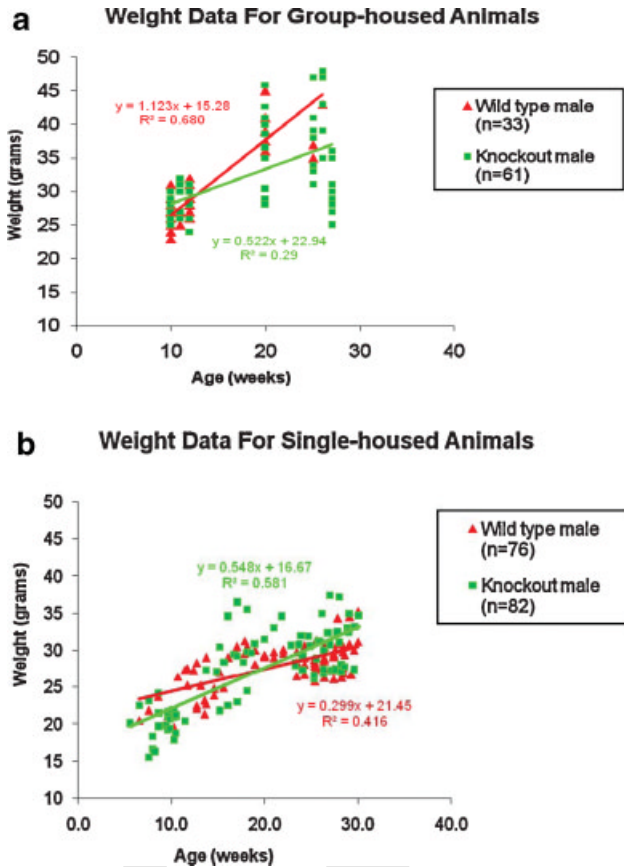 a
Weight Data For Group-housed Animals
50
45
40
35
30
25
20
15
10
Weight (grams)
y = 1.123x + 15.28
R² = 0.680
y = 0.522x + 22.94
R² = 0.29
0
10
20
30
40
Age (weeks)
Wild type male
(n=33)
Knockout male
(n=61)
b
Weight Data For Single-housed Animals
50
45
40
35
30
25
20
15
10
Weight (grams)
y = 0.548x + 16.67
R² = 0.581
y = 0.299x + 21.45
R² = 0.416
0.0
10.0
20.0
30.0
40.0
Age (weeks)
Wild type male
(n=76)
Knockout male
(n=82)